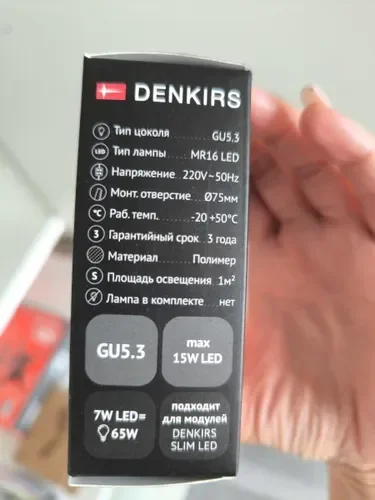 DENKIRS
Тип цоколя GU5.3
LED Тип лампы MR16 LED
Напряжение 220V~50Hz
Монт. отверстие Ø75мм
°C Раб. темп. -20 +50°C
3 Гарантийный срок 3 года
Материал Полимер
S Площадь освещения 1м²
Лампа в комплекте нет
GU5.3
max
15W LED
7W LED=
65W
подходит
для модулей
DENKIRS
SLIM LED